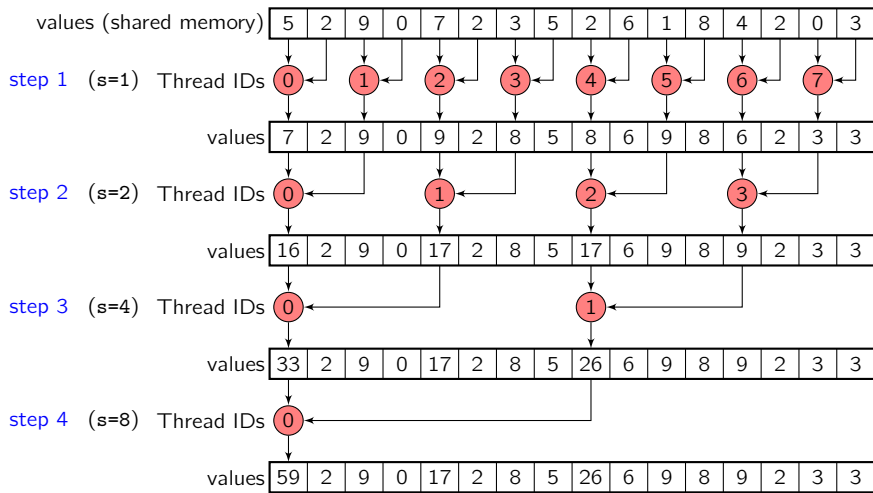 values (shared memory) 5 2 9 0 7 2 3 5 2 6 1 8 4 2 0 3
step 1 (s=1) Thread IDs 0 1 2 3 4 5 6 7
values 7 2 9 0 9 2 8 5 8 6 9 8 6 2 3 3
step 2 (s=2) Thread IDs 0 1 2 3
values 16 2 9 0 17 2 8 5 17 6 9 8 9 2 3 3
step 3 (s=4) Thread IDs 0 1
values 33 2 9 0 17 2 8 5 26 6 9 8 9 2 3 3
step 4 (s=8) Thread IDs 0
values 59 2 9 0 17 2 8 5 26 6 9 8 9 2 3 3